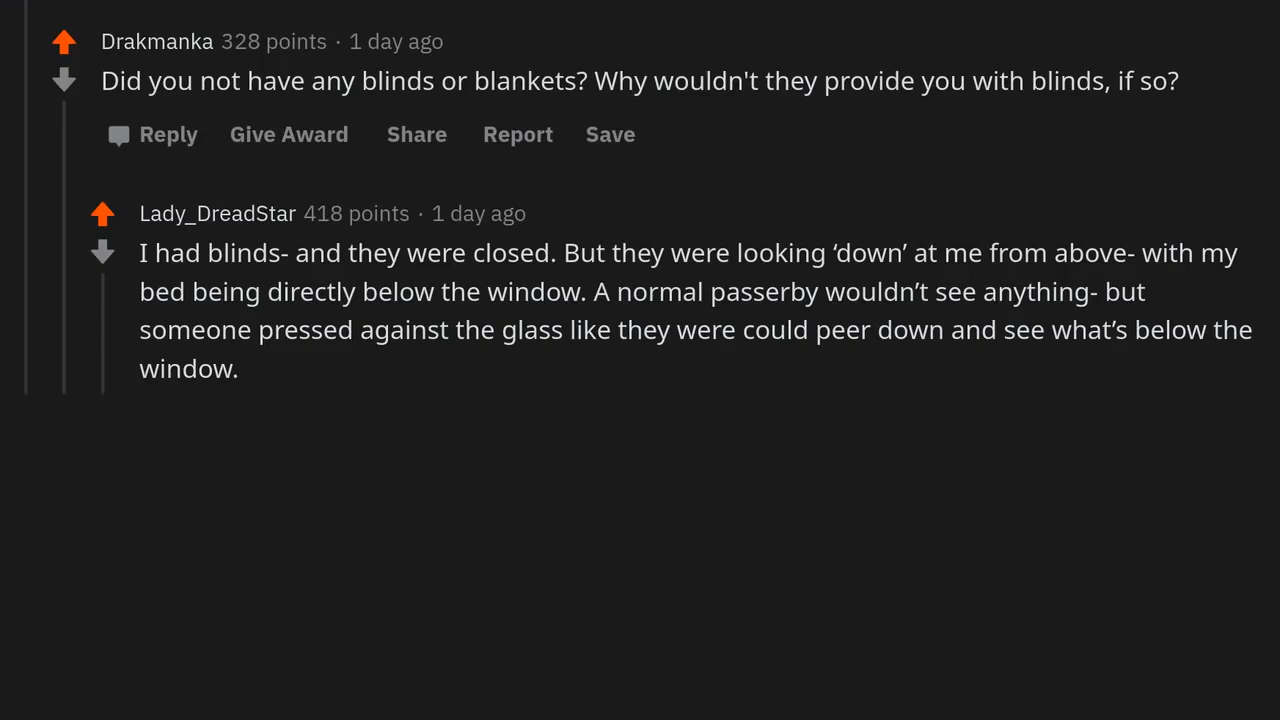 Drakmanka 328 points · 1 day ago
Did you not have any blinds or blankets? Why wouldn't they provide you with blinds, if so?
Reply Give Award Share Report Save
Lady_DreadStar 418 points · 1 day ago
I had blinds- and they were closed. But they were looking ‘down’ at me from above- with my
bed being directly below the window. A normal passerby wouldn’t see anything- but
someone pressed against the glass like they were could peer down and see what’s below the
window.